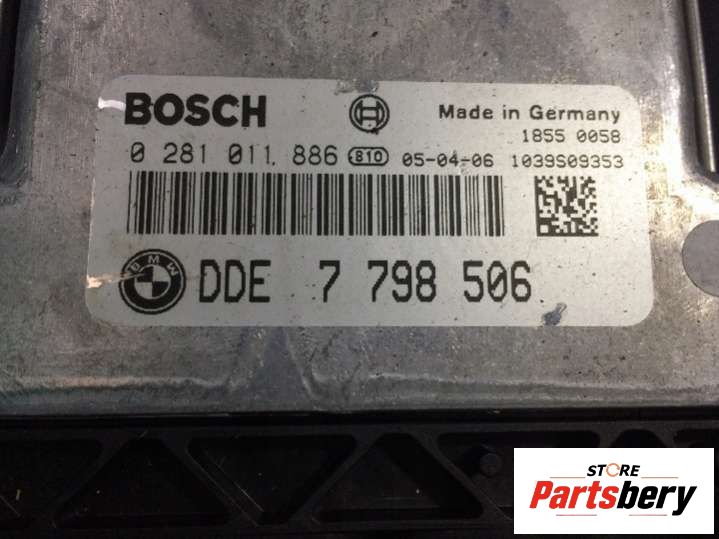 BOSCH Made in Germany
1855 0058
0 281 011.886 810 05-04-06 1039S09353
BMW DDE 7 798 506
STORE
Partsbery